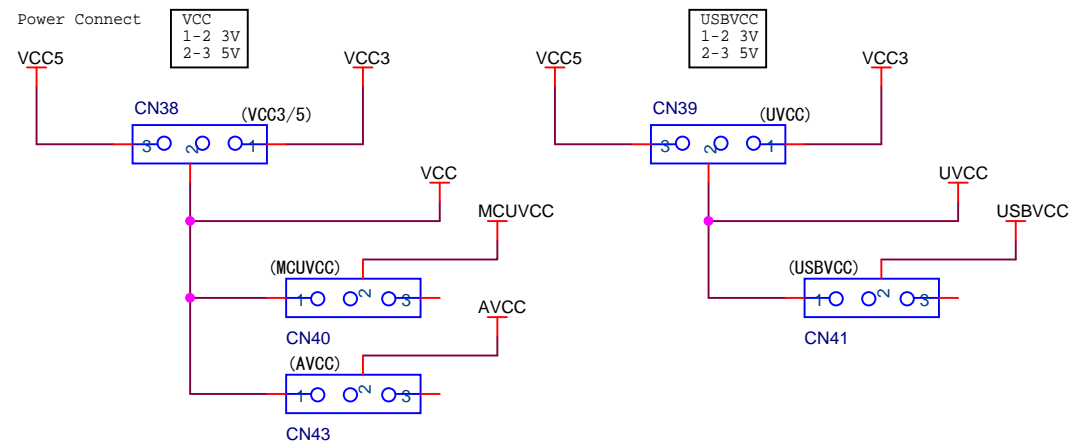 Power Connect
VCC
1-2 3V
2-3 5V
VCC5
VCC3
CN38
(VCC3/5)
3 2 1
VCC
MCUVCC
(MCUVCC)
1 2 3
CN40
AVCC
(AVCC)
1 2 3
CN43
USBVCC
1-2 3V
2-3 5V
VCC5
VCC3
CN39
(UVCC)
3 2 1
UVCC
USBVCC
(USBVCC)
1 2 3
CN41